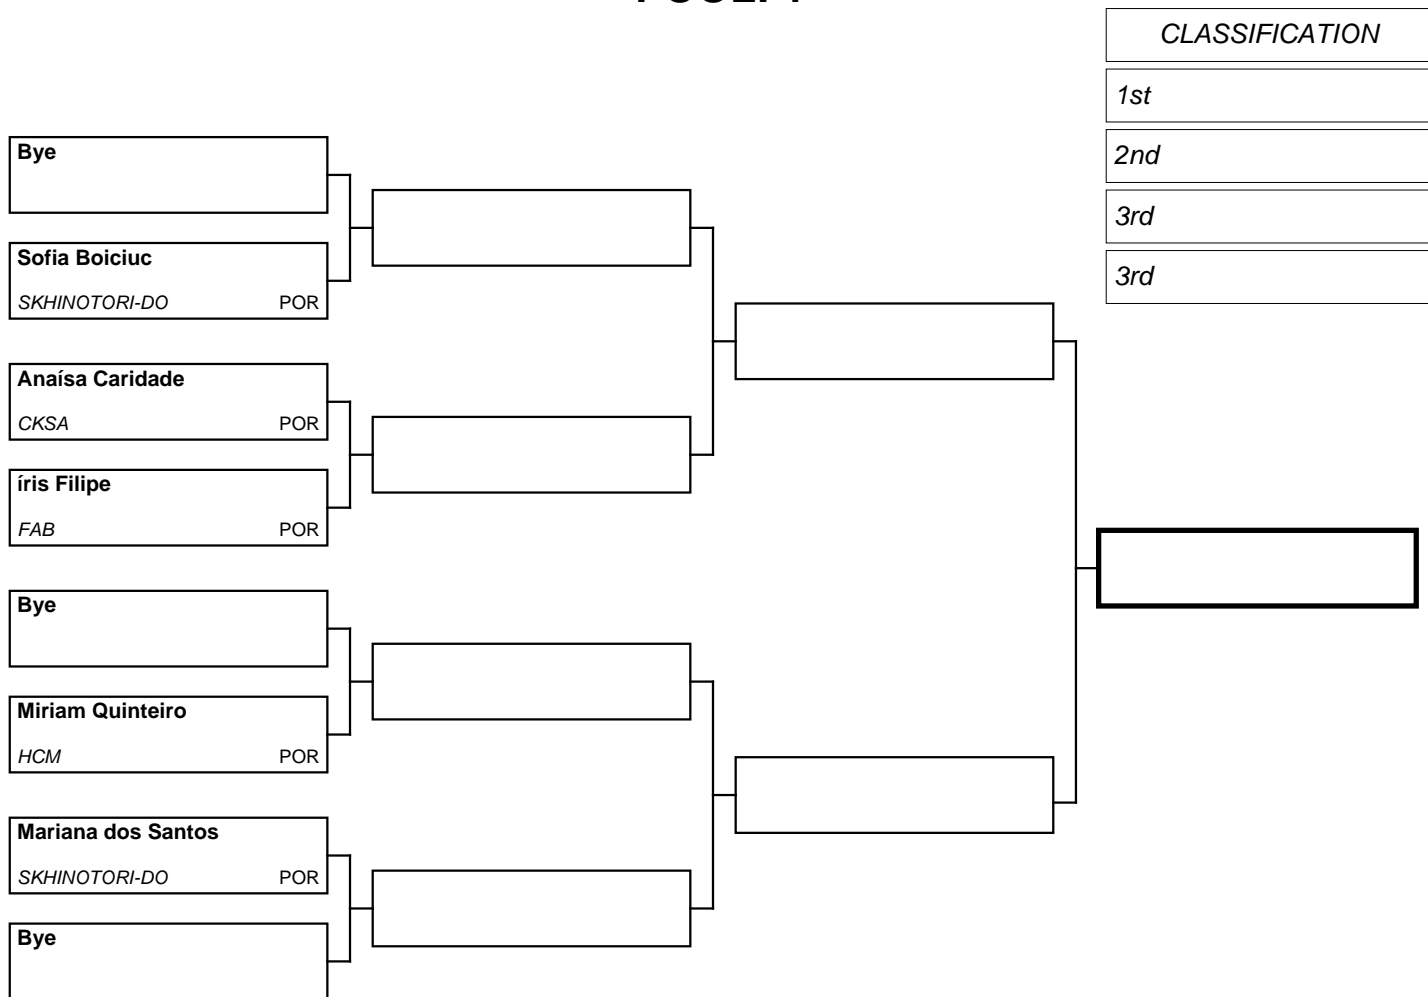 CLASSIFICATION
1st
2nd
3rd
3rd
Bye
Sofia Boiciuc
SKHINOTORI-DO POR
Anaísa Caridade
CKSA POR
íris Filipe
FAB POR
Bye
Miriam Quinteiro
HCM POR
Mariana dos Santos
SKHINOTORI-DO POR
Bye